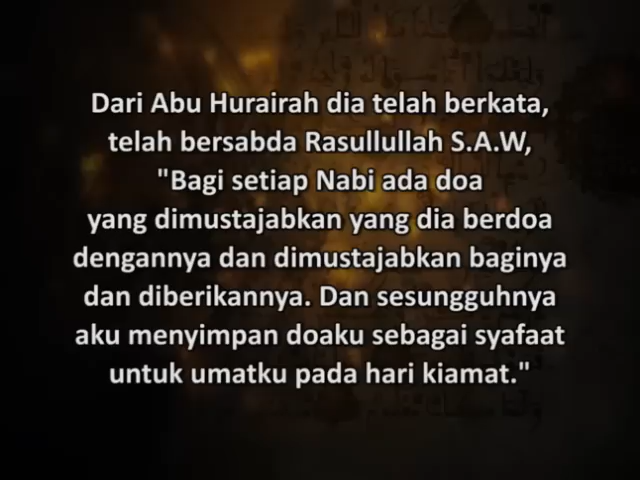 Dari Abu Hurairah dia telah berkata,
telah bersabda Rasullullah S.A.W,
"Bagi setiap Nabi ada doa
yang dimustajabkan yang dia berdoa
dengannya dan dimustajabkan baginya
dan diberikannya. Dan sesungguhnya
aku menyimpan doaku sebagai syafaat
untuk umatku pada hari kiamat."